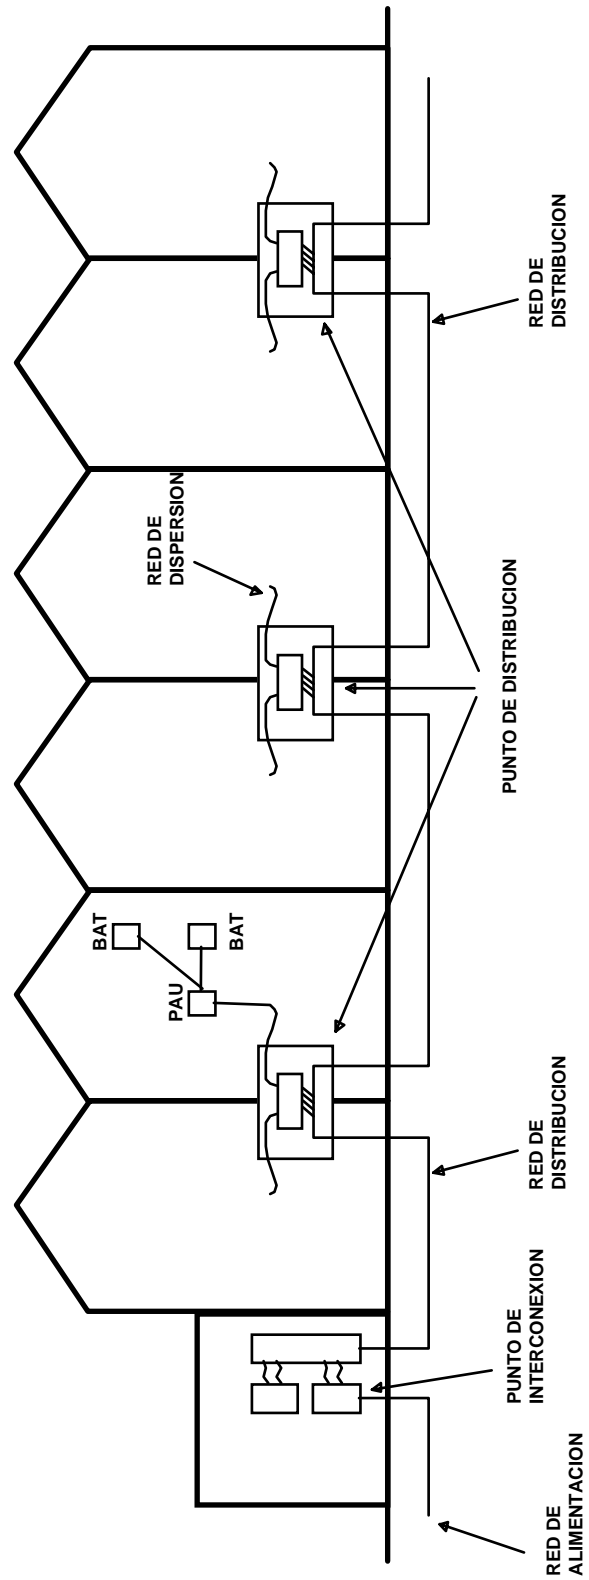 BAT
PAU
BAT
RED DE
DISPERSION
RED DE
ALIMENTACION
PUNTO DE
INTERCONEXION
RED DE
DISTRIBUCION
PUNTO DE DISTRIBUCION
RED DE
DISTRIBUCION